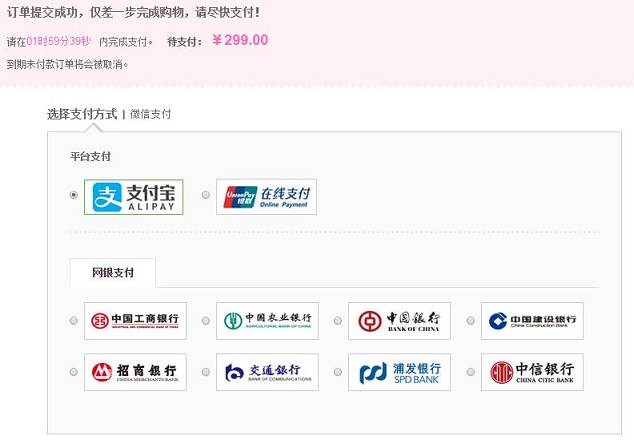 订单提交成功，仅差一步完成购物，请尽快支付！
请在01时59分39秒 内完成支付。 待支付：￥299.00
到期未付款订单将会被取消。
选择支付方式 | 微信支付
平台支付
支付宝
ALIPAY
UnionPay
银联
在线支付
Online Payment
网银支付
中国工商银行
INDUSTRIAL AND COMMERCIAL BANK OF CHINA
中国农业银行
AGRICULTURAL BANK OF CHINA
中国银行
BANK OF CHINA
中国建设银行
China Construction Bank
招商银行
CHINA MERCHANTS BANK
交通银行
BANK OF COMMUNICATIONS
浦发银行
SPD BANK
中信银行
CHINA CITIC BANK